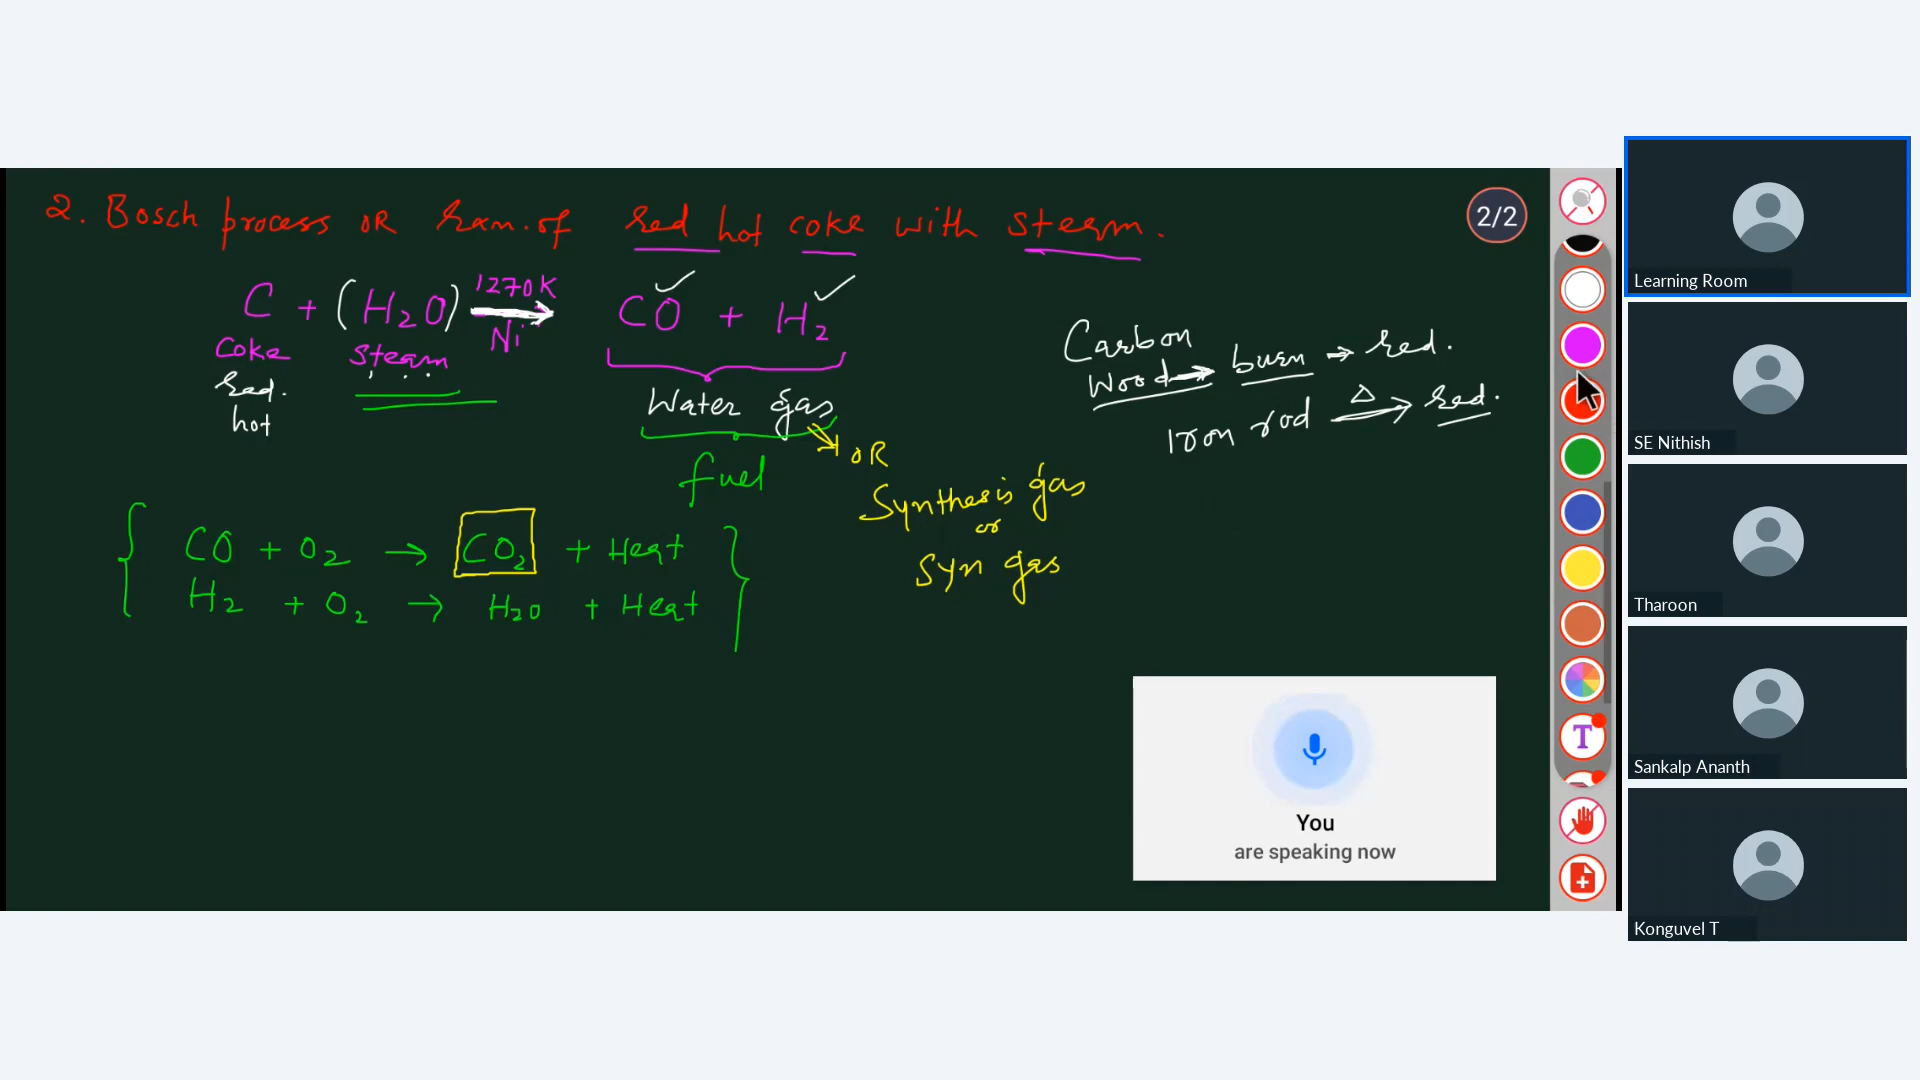 2. Bosch process OR rxn. of red hot coke with steam.
2/2
C + (H2O) 1270K Ni CO + H2
Coke steam
red.
hot
Water gas
fuel
OR
Synthesis gas
or
Syn gas
Carbon
Wood → burn → red.
Iron rod Δ → red.
CO + O2 → CO2 + Heat
H2 + O2 → H2O + Heat
You
are speaking now
T
Learning Room
SE Nithish
Tharoon
Sankalp Ananth
Konguvel T